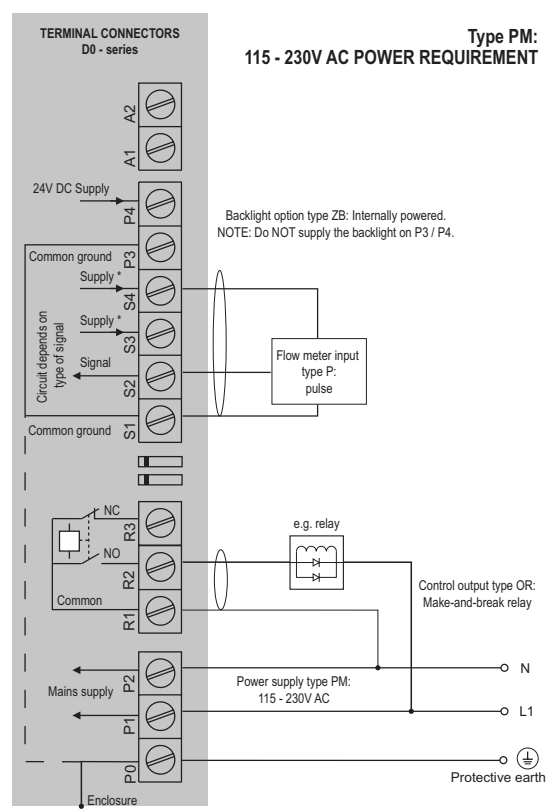 TERMINAL CONNECTORS
D0 - series
Type PM:
115 - 230V AC POWER REQUIREMENT
A2
A1
24V DC Supply
P4
Backlight option type ZB: Internally powered.
NOTE: Do NOT supply the backlight on P3 / P4.
Common ground
P3
Supply *
S4
Supply *
S3
Circuit depends on
type of signal
Signal
S2
Flow meter input
type P:
pulse
Common ground
S1
NC
R3
e.g. relay
NO
R2
Control output type OR:
Make-and-break relay
Common
R1
N
P2
Mains supply
Power supply type PM:
115 - 230V AC
L1
P1
P0
Protective earth
Enclosure